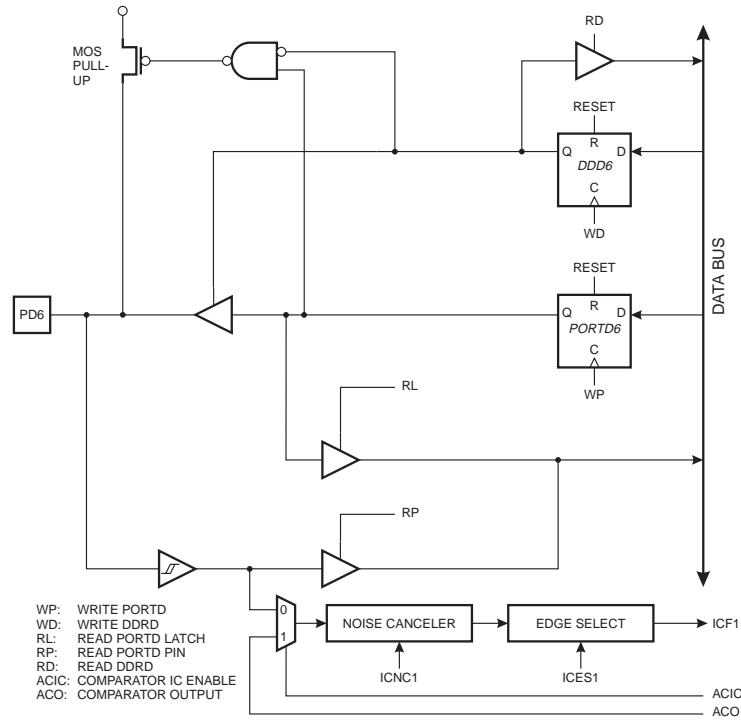 RD
MOS
PULL-
UP
RESET
R
Q
D
DDD6
C
WD
DATA BUS
RESET
R
PD6
Q
D
PORTD6
C
WP
RL
RP
WP: WRITE PORTD
WD: WRITE DDRD
RL: READ PORTD LATCH
RP: READ PORTD PIN
RD: READ DDRD
ACIC: COMPARATOR IC ENABLE
ACO: COMPARATOR OUTPUT
0
1
NOISE CANCELER
EDGE SELECT
ICF1
ICNC1
ICES1
ACIC
ACO